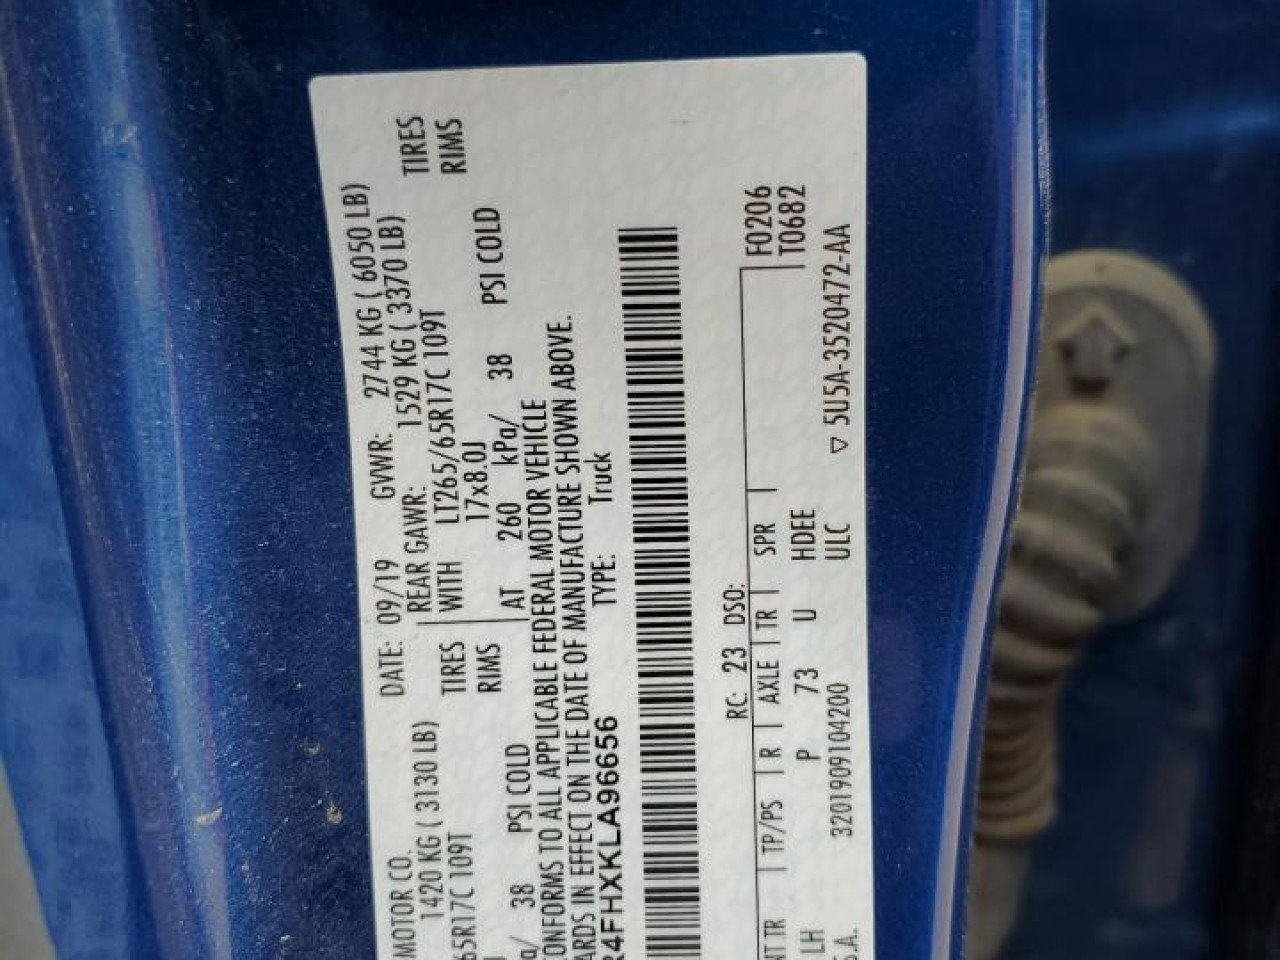 MOTOR CO. DATE: 09/19 GVWR: 2744 KG ( 6050 LB)
1420 KG ( 3130 LB) REAR GAWR: 1529 KG ( 3370 LB)
65R17C 109T TIRES WITH LT265/65R17C 109T TIRES
RIMS 17x8.0J RIMS
a/ 38 PSI COLD AT 260 kPa/ 38 PSI COLD
CONFORMS TO ALL APPLICABLE FEDERAL MOTOR VEHICLE
ARDS IN EFFECT ON THE DATE OF MANUFACTURE SHOWN ABOVE.
R4FHXKLA96656 TYPE: Truck
RC: 23 DSO: F0206
NT TR TP/PS R AXLE TR SPR T0682
LH P 73 U HDEE
S.A. 3201909104200 ULC ▽ 5U5A-3520472-AA